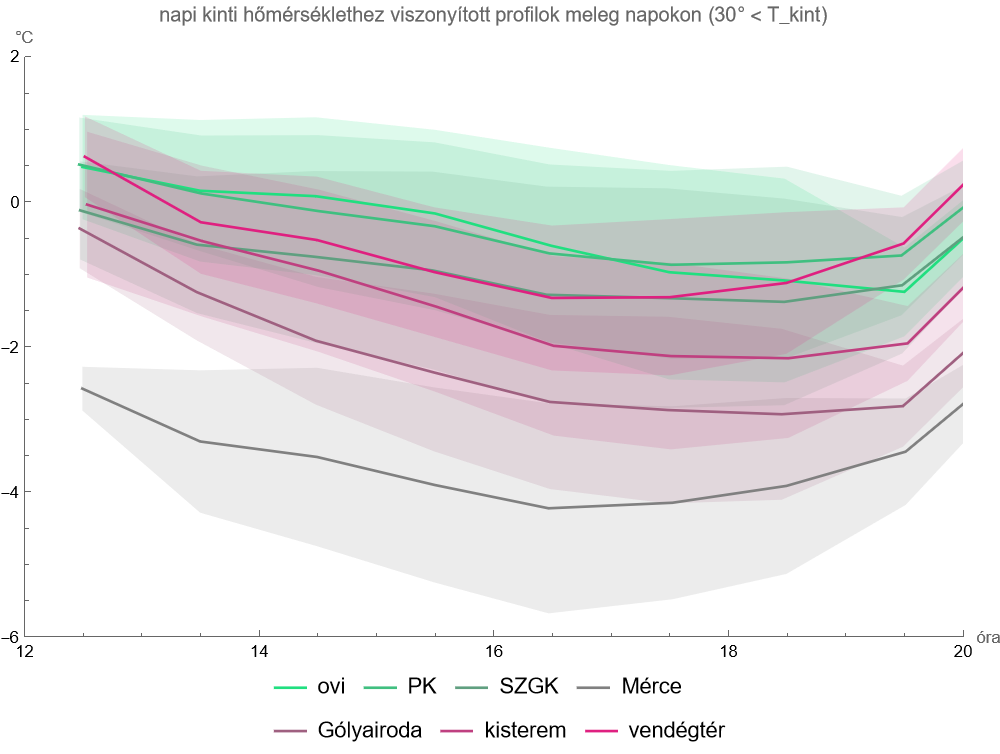 napi kinti hőmérséklethez viszonyított profilok meleg napokon (30° < T_kint)
°C
2
0
−2
−4
−6
12 14 16 18 20
óra
ovi PK SZGK Mérce
Gólyairoda kisterem vendégtér